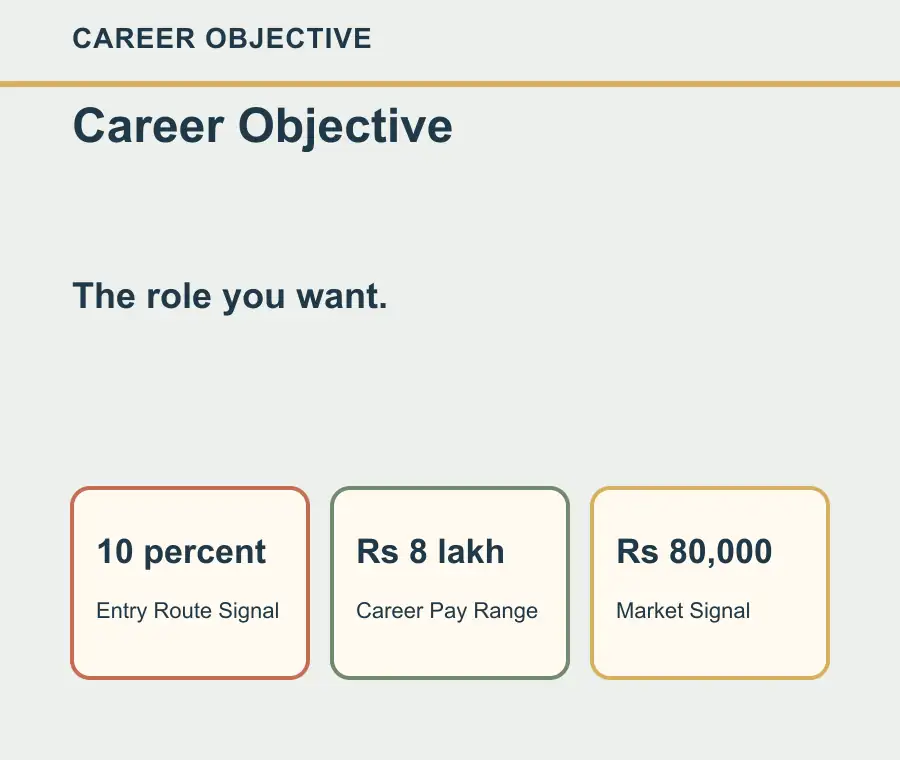 CAREER OBJECTIVE
Career Objective
The role you want.
10 percent
Entry Route Signal
Rs 8 lakh
Career Pay Range
Rs 80,000
Market Signal